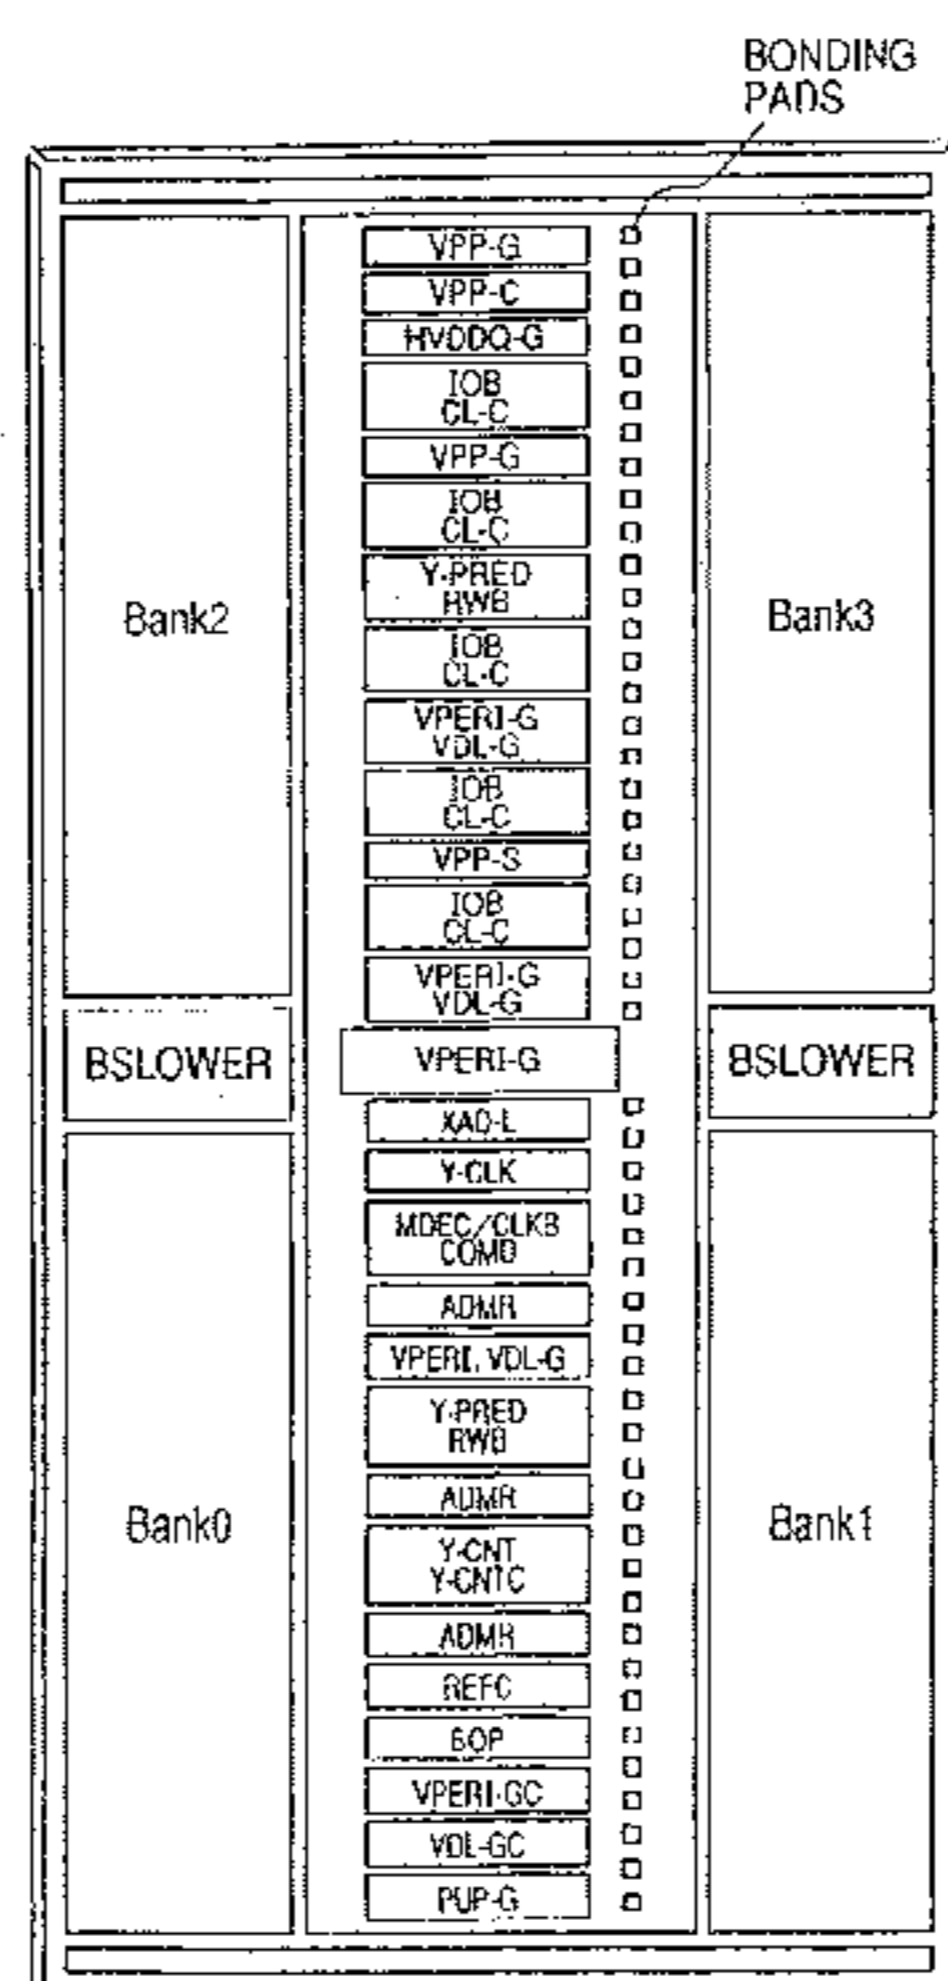 BONDING
PADS
VPP-G
VPP-C
HVDDQ-G
IOB
CL-C
VPP-G
IOB
CL-C
Y-PRED
RWB
Bank2
Bank3
IOB
CL-C
VPERI-G
VDL-G
IOB
CL-C
VPP-S
IOB
CL-C
VPERI-G
VDL-G
BSLOWER
VPERI-G
BSLOWER
XAD-L
Y-CLK
MDEC/CLKB
COMD
ADMR
VPERI, VDL-G
Y-PRED
RWB
ADMR
Bank0
Bank1
Y-CNT
Y-CNTC
ADMR
REFC
BOP
VPERI-GC
VDL-GC
PUP-G